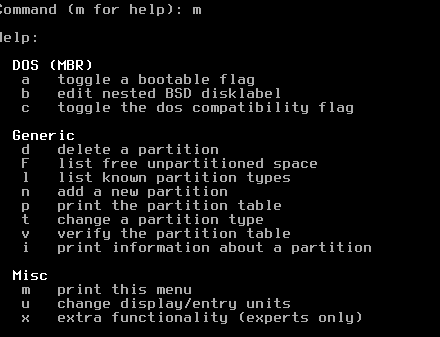 Command (m for help): m
Help:
DOS (MBR)
a toggle a bootable flag
b edit nested BSD disklabel
c toggle the dos compatibility flag
Generic
d delete a partition
F list free unpartitioned space
l list known partition types
n add a new partition
p print the partition table
t change a partition type
v verify the partition table
i print information about a partition
Misc
m print this menu
u change display/entry units
x extra functionality (experts only)